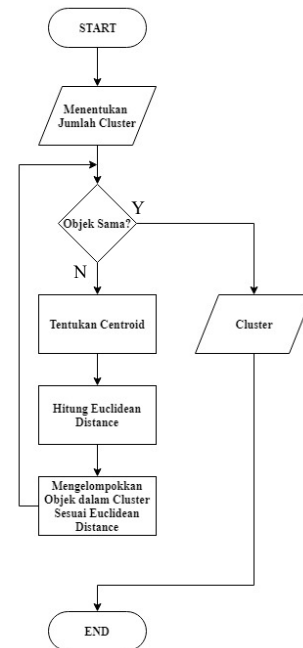 START
Menentukan
Jumlah Cluster
Objek Sama?
Y
N
Tentukan Centroid
Cluster
Hitung Euclidean
Distance
Mengelompokkan
Objek dalam Cluster
Sesuai Euclidean
Distance
END